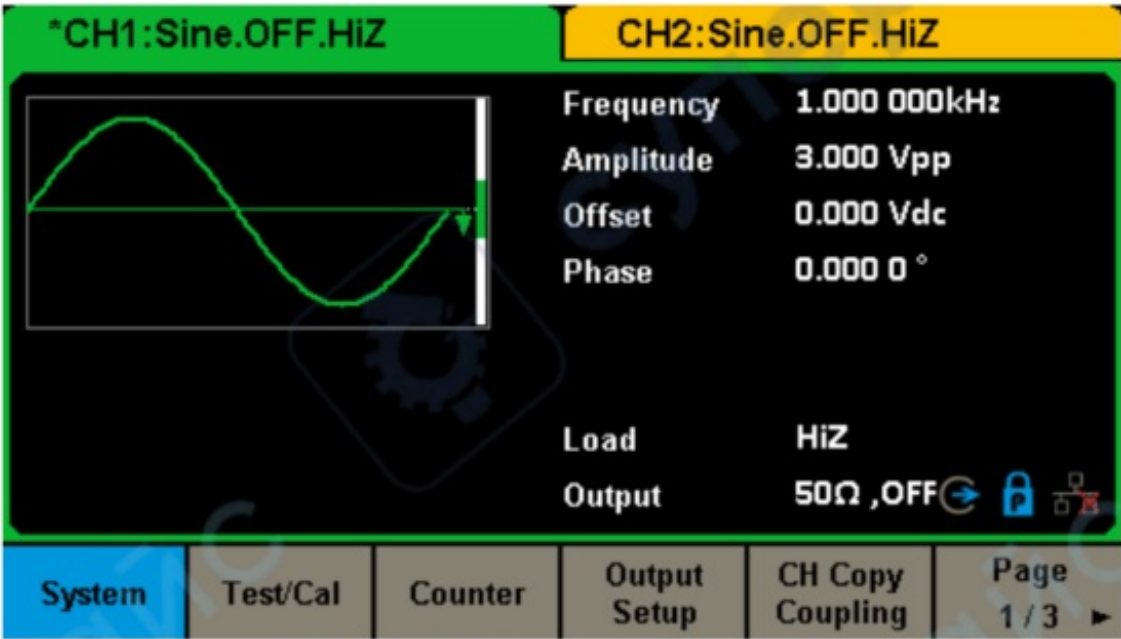 *CH1:Sine.OFF.HiZ
CH2:Sine.OFF.HiZ
Frequency 1.000 000kHz
Amplitude 3.000 Vpp
Offset 0.000 Vdc
Phase 0.000 0 °
Load HiZ
Output 50Ω ,OFF
P
System
Test/Cal
Counter
Output
Setup
CH Copy
Coupling
Page
1 / 3 ►